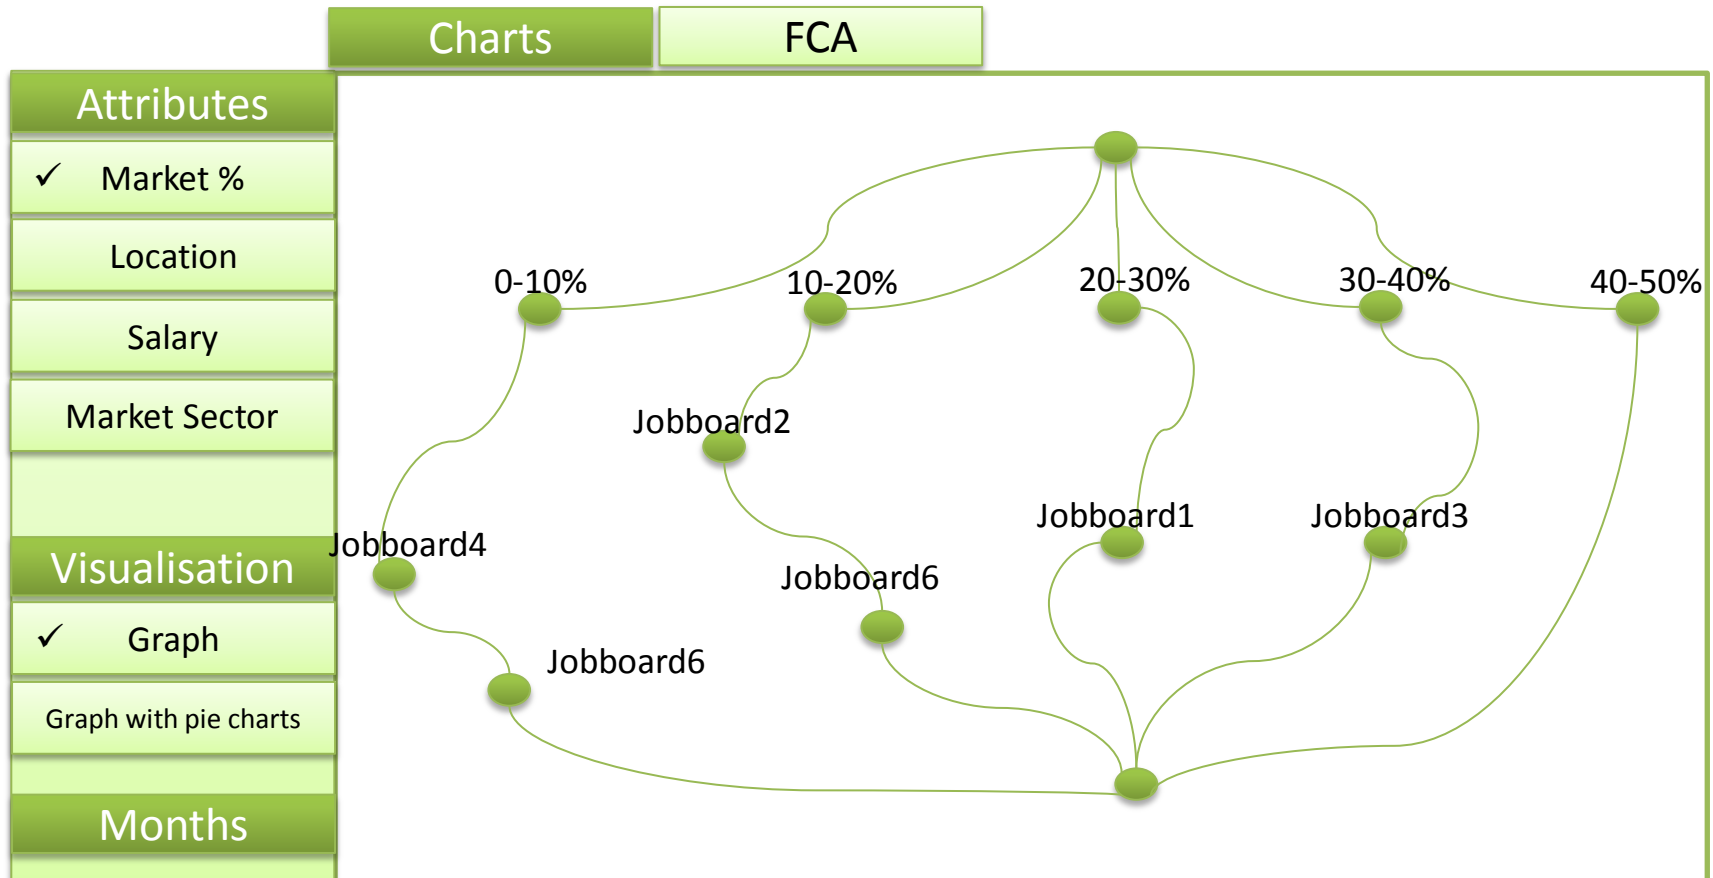 Charts
FCA
Attributes
✓ Market %
Location
Salary
Market Sector
Visualisation
✓ Graph
Graph with pie charts
Months
0-10%
10-20%
20-30%
30-40%
40-50%
Jobboard2
Jobboard4
Jobboard1
Jobboard3
Jobboard6
Jobboard6